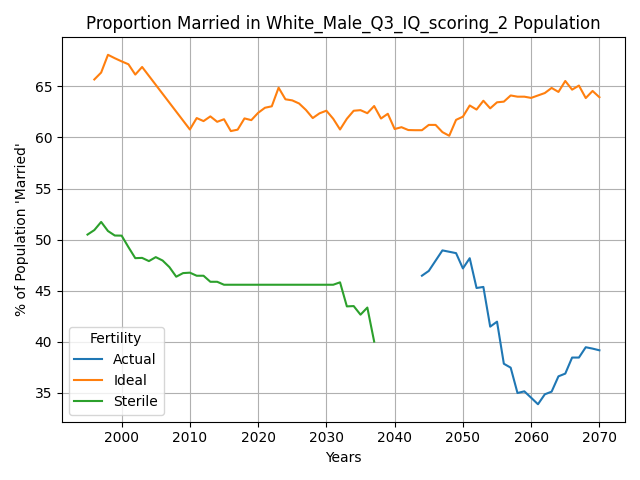 Proportion Married in White_Male_Q3_IQ_scoring_2 Population
% of Population 'Married'
65
60
55
50
45
40
35
Fertility
Actual
Ideal
Sterile
2000 2010 2020 2030 2040 2050 2060 2070
Years